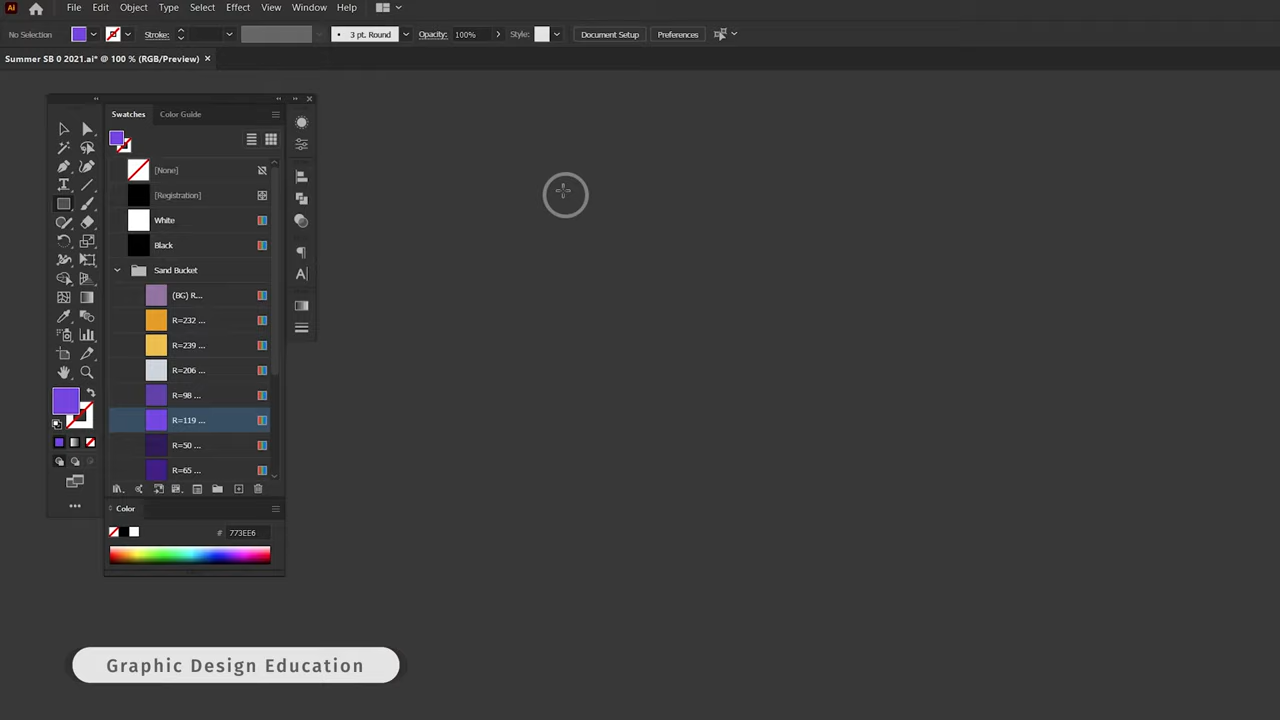 Ai File Edit Object Type Select Effect View Window Help
No Selection Stroke: 3 pt. Round Opacity: 100% Style: Document Setup Preferences
Summer SB 0 2021.ai* @ 100 % (RGB/Preview) ×
Swatches Color Guide
[None]
[Registration]
White
Black
Sand Bucket
(BG) R...
R=232 ...
R=239 ...
R=206 ...
R=98 ...
R=119 ...
R=50 ...
R=65 ...
Color
# 773EE6
Graphic Design Education